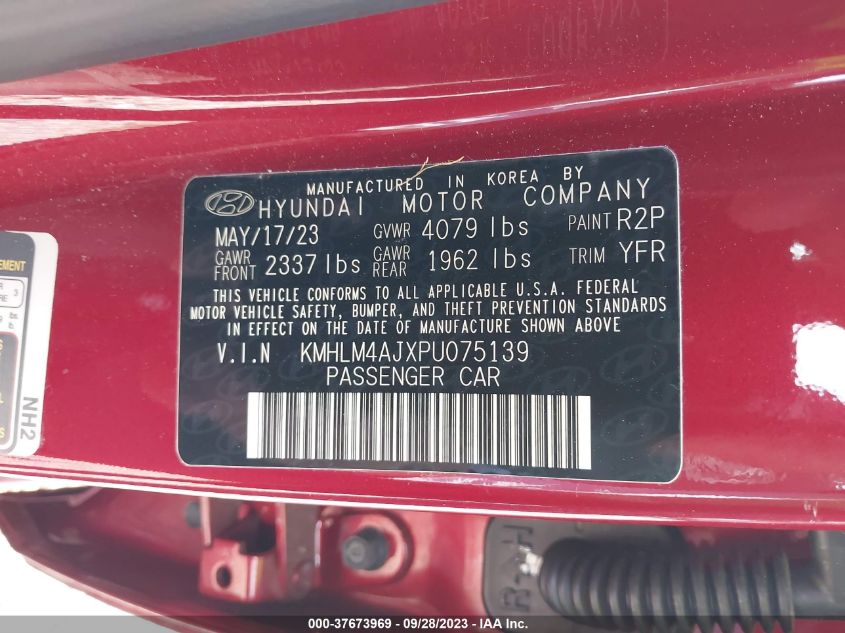 MANUFACTURED IN KOREA BY
HYUNDAI MOTOR COMPANY
MAY/17/23 GVWR 4079 lbs PAINT R2P
GAWR FRONT 2337 lbs GAWR REAR 1962 lbs TRIM YFR
THIS VEHICLE CONFORMS TO ALL APPLICABLE U.S.A. FEDERAL
MOTOR VEHICLE SAFETY, BUMPER, AND THEFT PREVENTION STANDARDS
IN EFFECT ON THE DATE OF MANUFACTURE SHOWN ABOVE
V.I.N KMHLM4AJXPU075139
PASSENGER CAR
EMENT
3
NH2
R-H
000-37673969 - 09/28/2023 - IAA Inc.